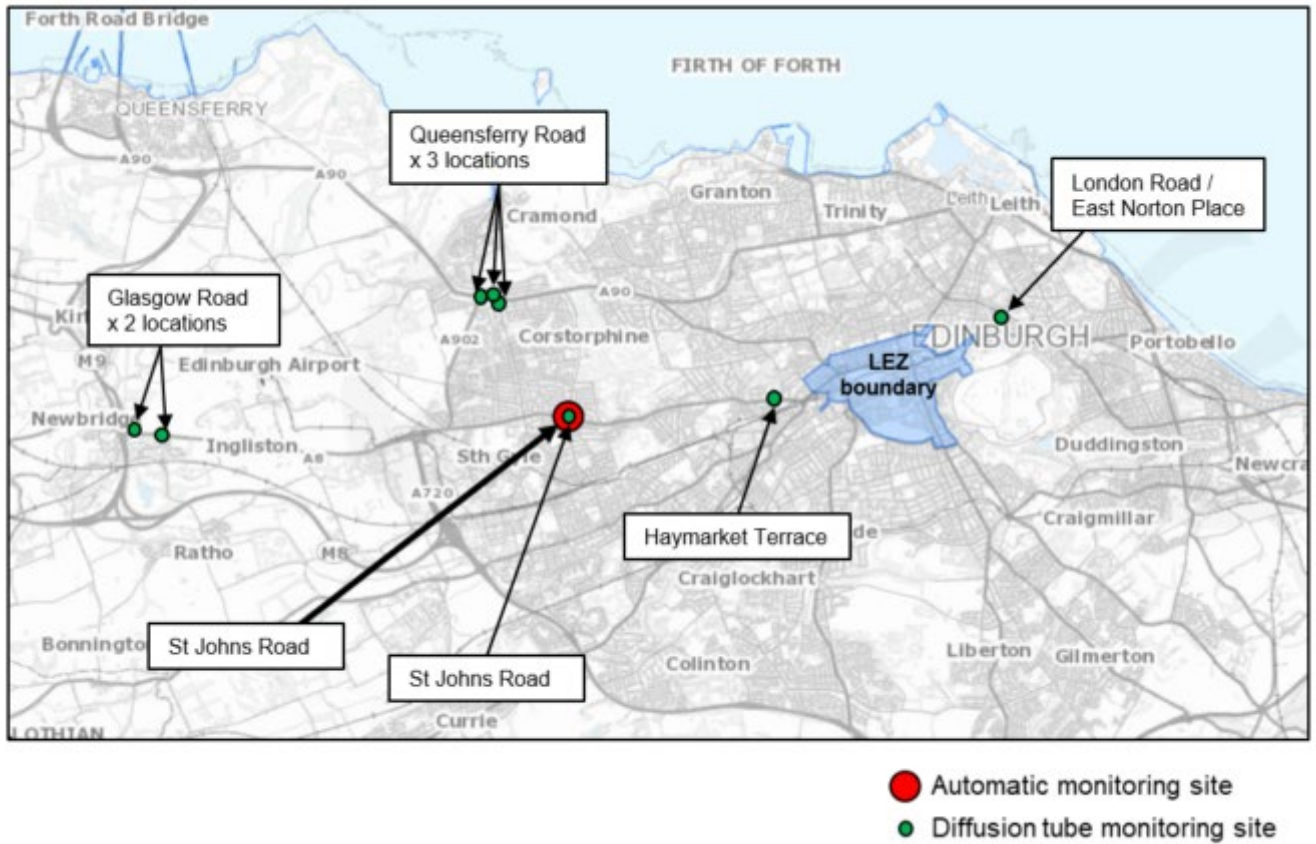 Forth Road Bridge
FIRTH OF FORTH
QUEENSFERRY
Queensferry Road
x 3 locations
A90
A90
London Road /
East Norton Place
Granton
Trinity
Leith Leith
Cramond
Glasgow Road
x 2 locations
A90
Corstorphine
A902
EDINBURGH
Portobello
M9
Edinburgh Airport
LEZ
boundary
Newbridge
Ingliston
A8
Sth Gyle
Duddingston
A720
Craigmillar
Haymarket Terrace
Ratho
M8
Craiglockhart
St Johns Road
Liberton
Gilmerton
Colinton
St Johns Road
Currie
LOTHIAN
Automatic monitoring site
Diffusion tube monitoring site